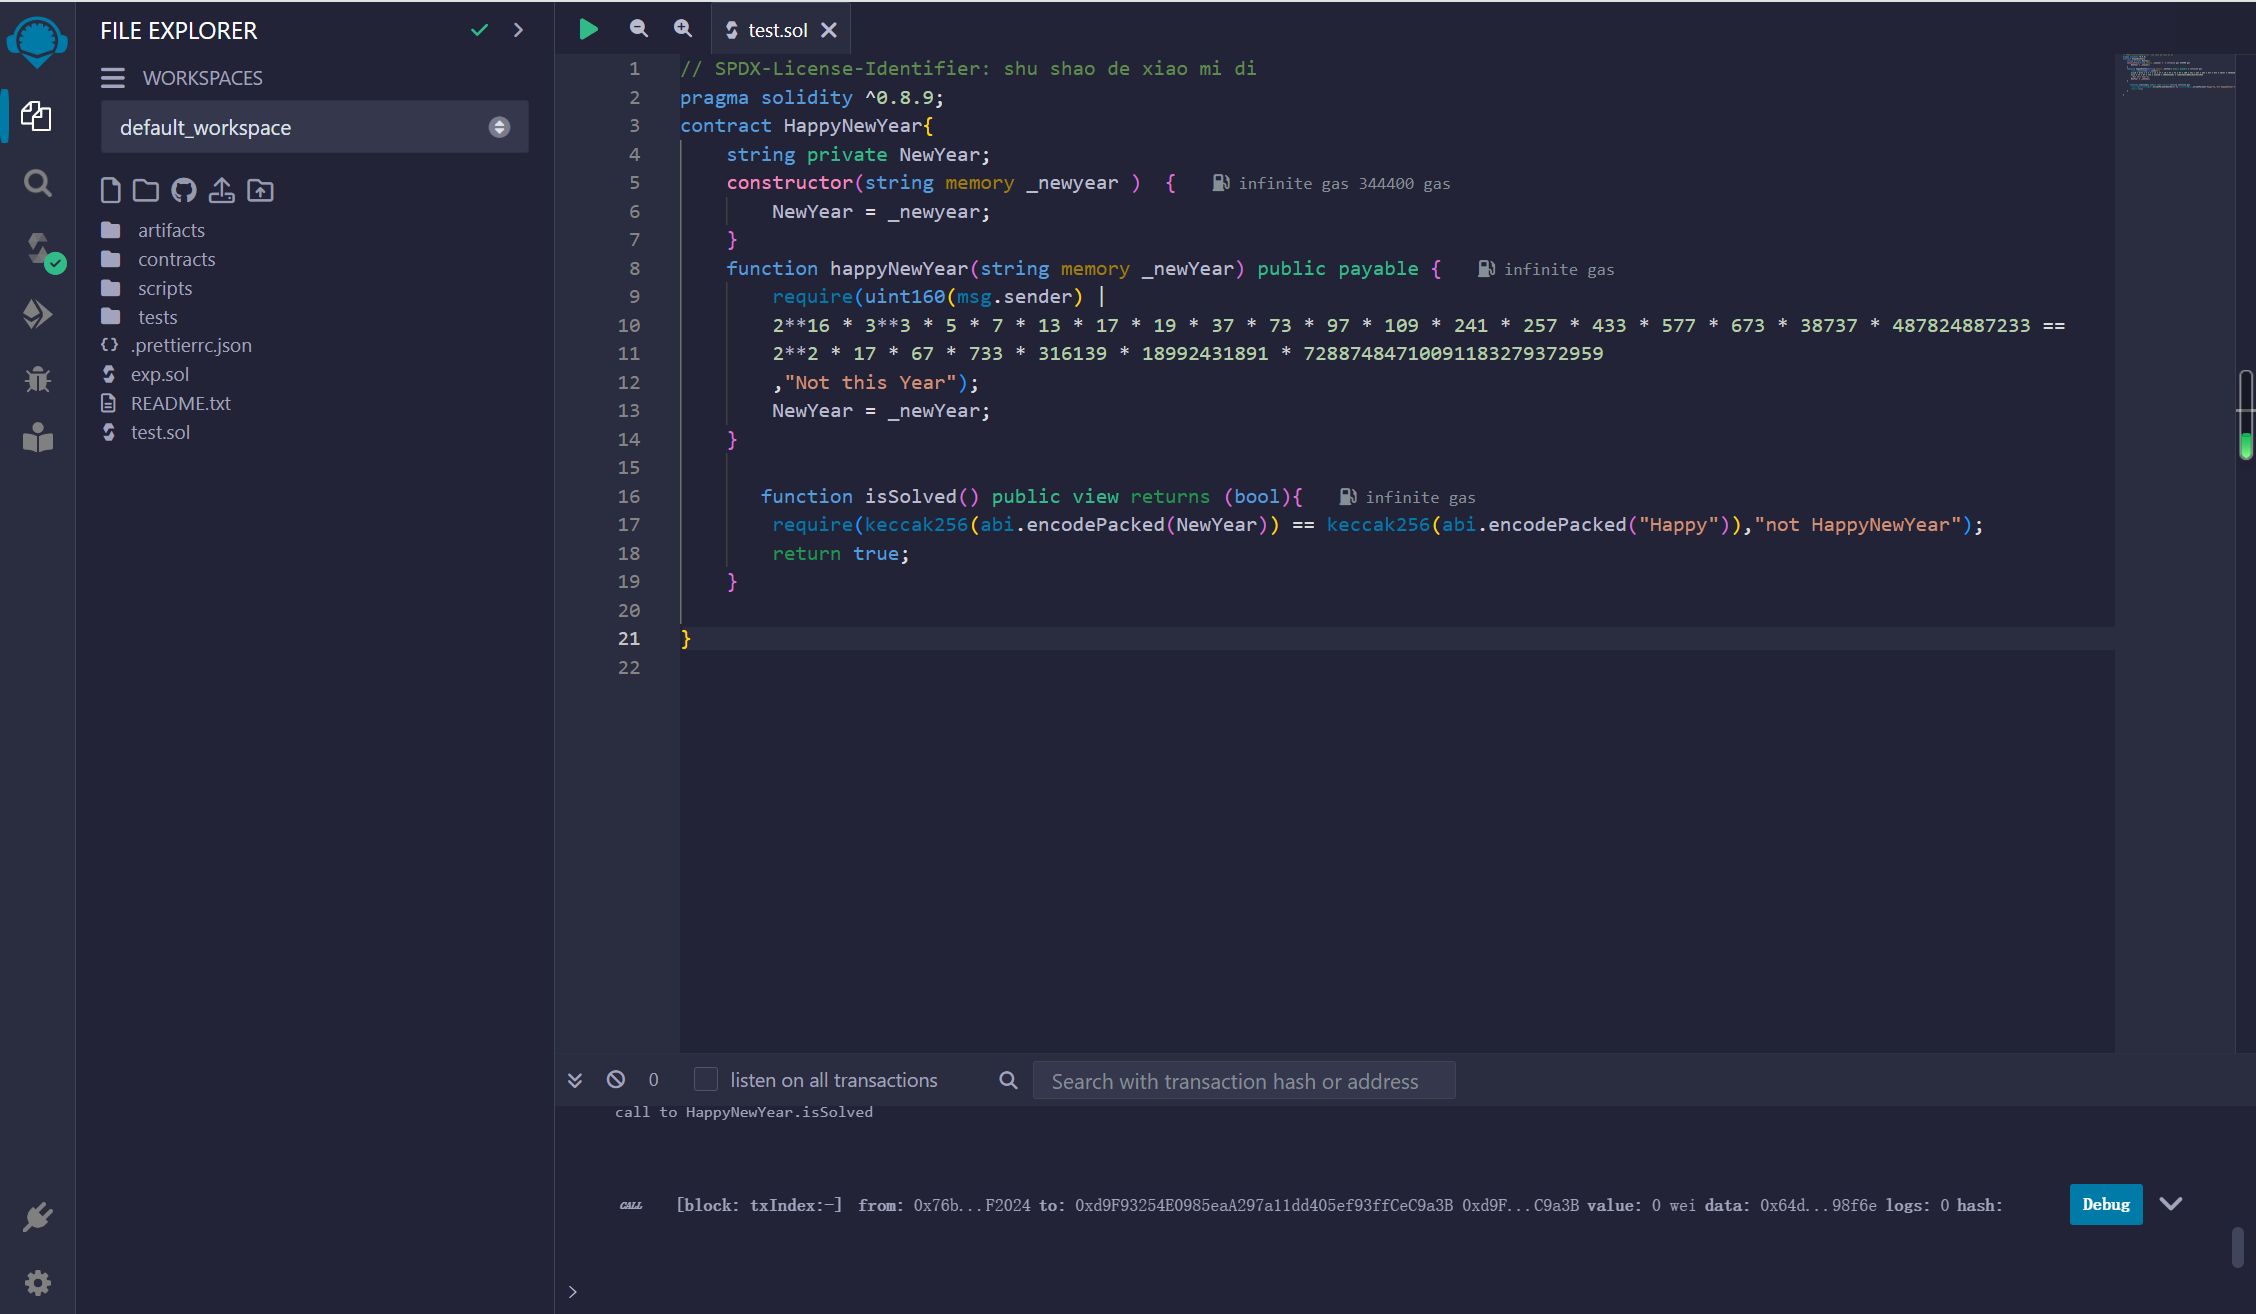 FILE EXPLORER
WORKSPACES
default_workspace
artifacts
contracts
scripts
tests
.prettierrc.json
exp.sol
README.txt
test.sol
test.sol
1 // SPDX-License-Identifier: shu shao de xiao mi di
2 pragma solidity ^0.8.9;
3 contract HappyNewYear{
4 string private NewYear;
5 constructor(string memory _newyear ) { infinite gas 344400 gas
6 NewYear = _newyear;
7 }
8 function happyNewYear(string memory _newYear) public payable { infinite gas
9 require(uint160(msg.sender) |
10 2**16 * 3**3 * 5 * 7 * 13 * 17 * 19 * 37 * 73 * 97 * 109 * 241 * 257 * 433 * 577 * 673 * 38737 * 487824887233 ==
11 2**2 * 17 * 67 * 733 * 316139 * 18992431891 * 72887484710091183279372959
12 ,"Not this Year");
13 NewYear = _newYear;
14 }
15
16 function isSolved() public view returns (bool){ infinite gas
17 require(keccak256(abi.encodePacked(NewYear)) == keccak256(abi.encodePacked("Happy")),"not HappyNewYear");
18 return true;
19 }
20
21 }
22
0 listen on all transactions Search with transaction hash or address
call to HappyNewYear.isSolved
CALL [block: txIndex:-] from: 0x76b...F2024 to: 0xd9F93254E0985eaA297a11dd405ef93ffCeC9a3B 0xd9F...C9a3B value: 0 wei data: 0x64d...98f6e logs: 0 hash: Debug
>